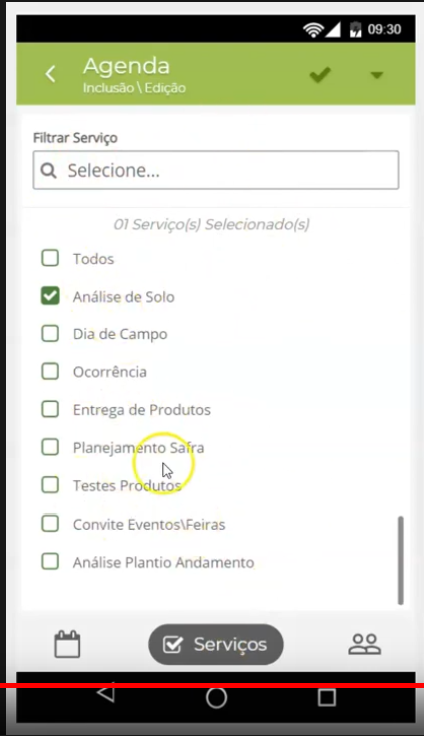 09:30
Agenda
Inclusão \ Edição
Filtrar Serviço
Selecione...
01 Serviço(s) Selecionado(s)
Todos
Análise de Solo
Dia de Campo
Ocorrência
Entrega de Produtos
Planejamento Safra
Testes Produtos
Convite Eventos\Feiras
Análise Plantio Andamento
Serviços